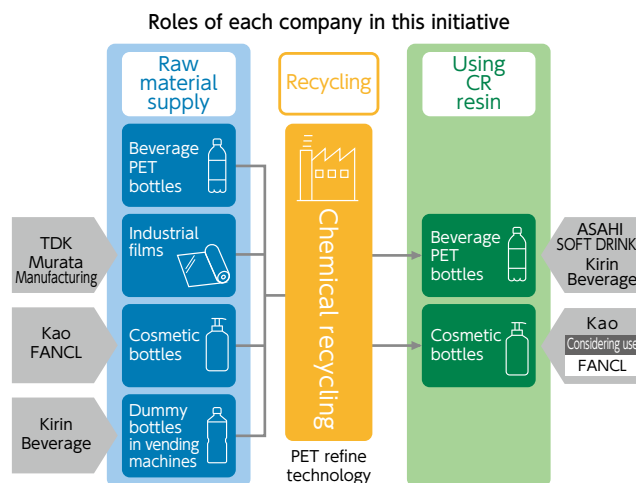 Roles of each company in this initiative
Raw
material
supply
Recycling
Using
CR
resin
Beverage
PET
bottles
TDK
Murata
Manufacturing
Industrial
films
Kao
FANCL
Cosmetic
bottles
Kirin
Beverage
Dummy
bottles
in vending
machines
Chemical recycling
PET refine
technology
Beverage
PET
bottles
ASAHI
SOFT DRINK
Kirin
Beverage
Cosmetic
bottles
Kao
Considering use
FANCL